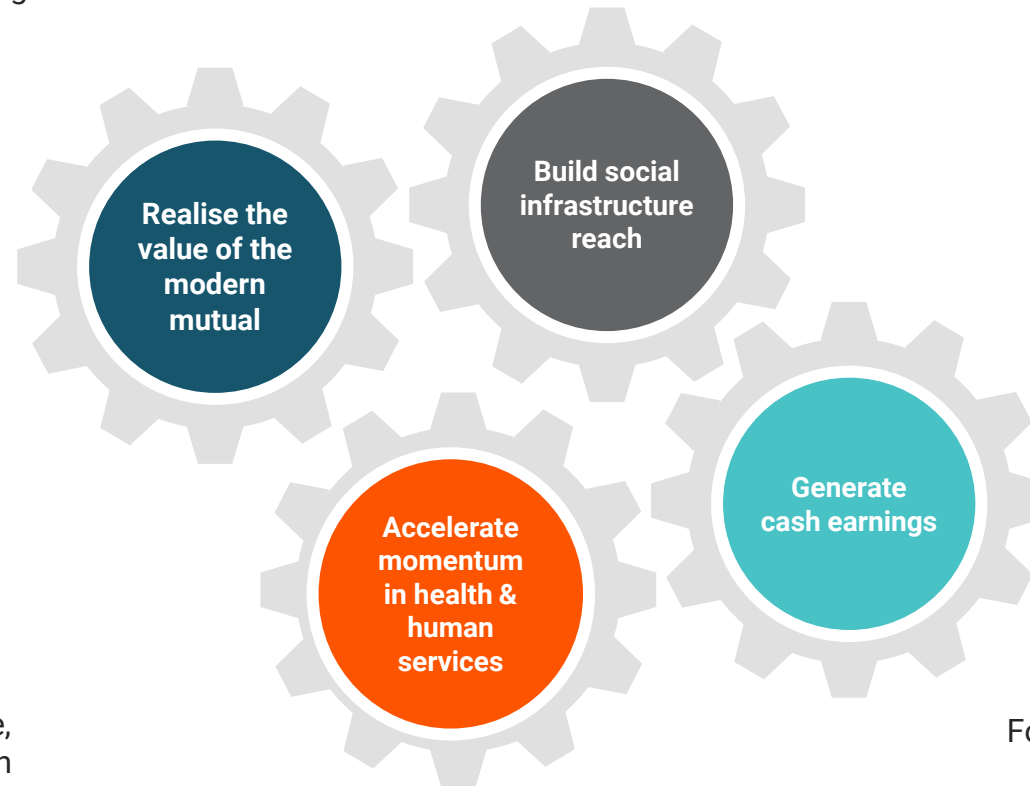 Realise the
value of the
modern
mutual
Build social
infrastructure
reach
Accelerate
momentum
in health &
human
services
Generate
cash earnings